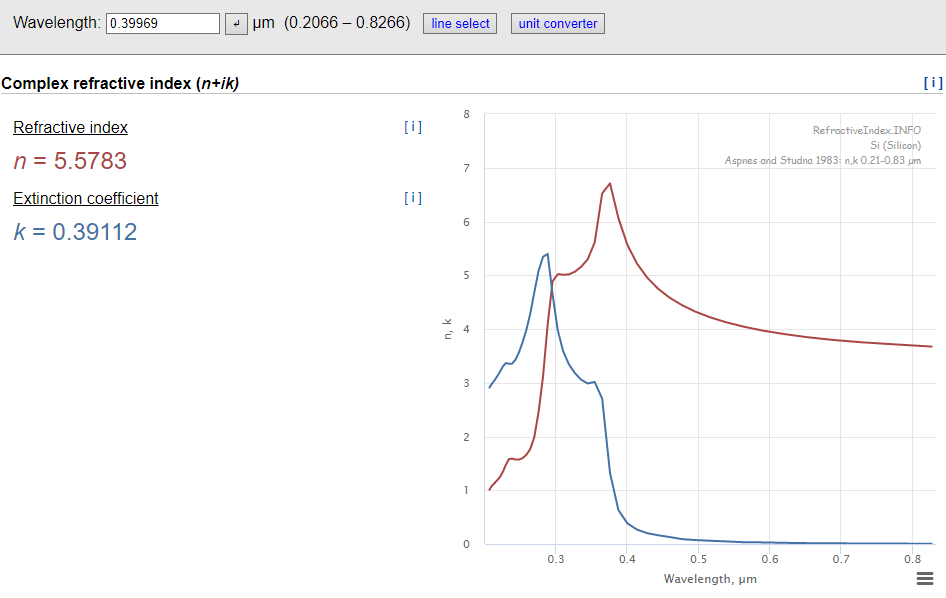 Wavelength: 0.39969 ↲ µm (0.2066 – 0.8266) line select unit converter
Complex refractive index (n+ik) [ i ]
Refractive index [ i ]
n = 5.5783
Extinction coefficient [ i ]
k = 0.39112
RefractiveIndex.INFO
Si (Silicon)
Aspnes and Studna 1983: n,k 0.21-0.83 µm
n, k
8
7
6
5
4
3
2
1
0
0.3 0.4 0.5 0.6 0.7 0.8
Wavelength, µm